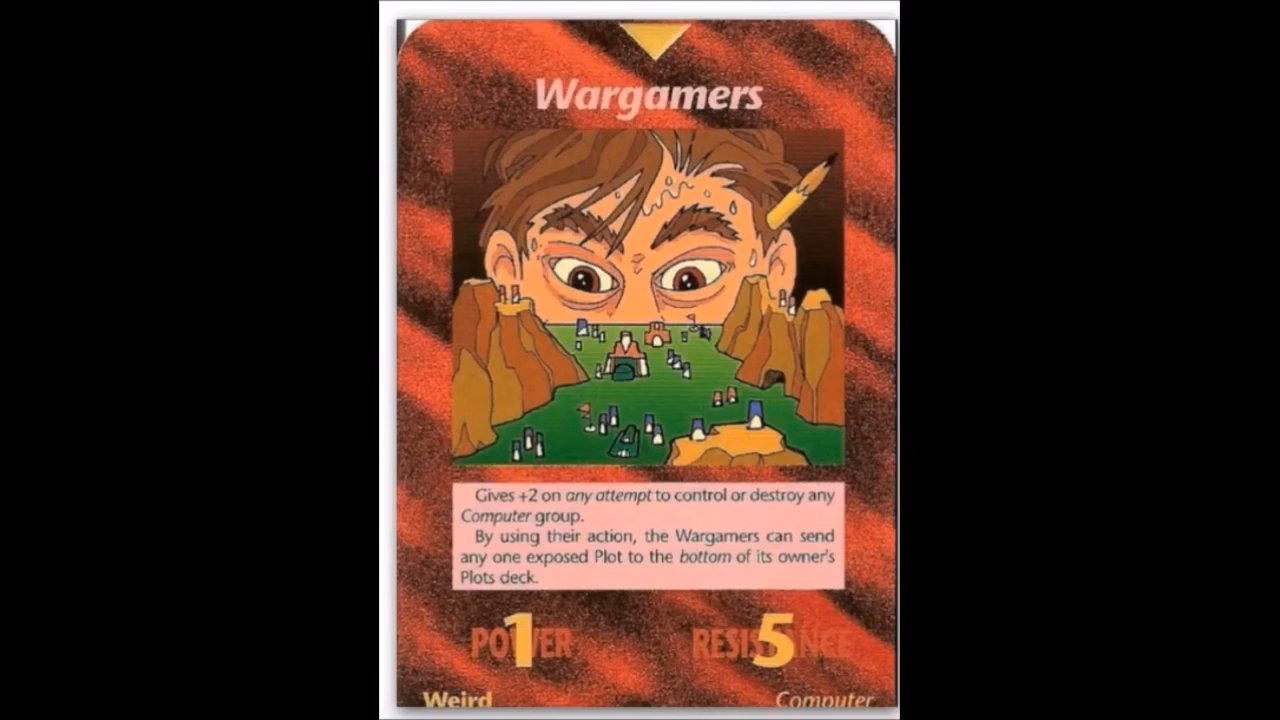 Wargamers
Gives +2 on any attempt to control or destroy any
Computer group.
By using their action, the Wargamers can send
any one exposed Plot to the bottom of its owner's
Plots deck.
POWER 1 RESISTANCE 5
Weird Computer